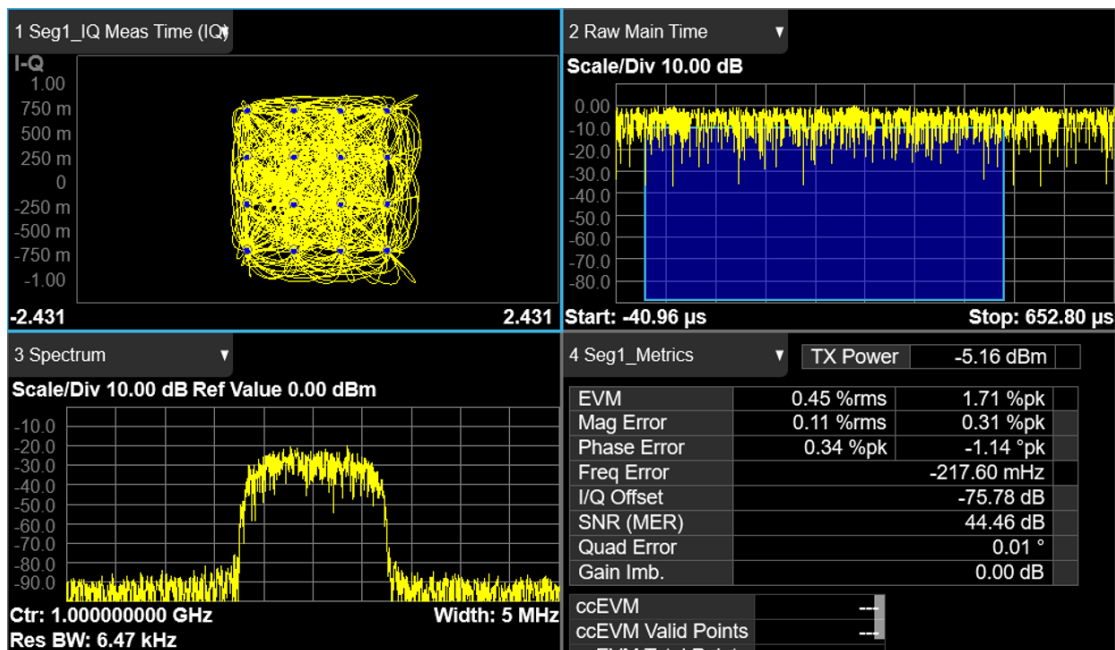 1 Seg1_IQ Meas Time (IQ)
I-Q
1.00
750 m
500 m
250 m
0
-250 m
-500 m
-750 m
-1.00
-2.431 2.431
2 Raw Main Time
Scale/Div 10.00 dB
0.00
-10.0
-20.0
-30.0
-40.0
-50.0
-60.0
-70.0
-80.0
Start: -40.96 µs Stop: 652.80 µs
3 Spectrum
Scale/Div 10.00 dB Ref Value 0.00 dBm
-10.0
-20.0
-30.0
-40.0
-50.0
-60.0
-70.0
-80.0
-90.0
Ctr: 1.000000000 GHz Width: 5 MHz
Res BW: 6.47 kHz
4 Seg1_Metrics TX Power -5.16 dBm
EVM 0.45 %rms 1.71 %pk
Mag Error 0.11 %rms 0.31 %pk
Phase Error 0.34 %pk -1.14 °pk
Freq Error -217.60 mHz
I/Q Offset -75.78 dB
SNR (MER) 44.46 dB
Quad Error 0.01 °
Gain Imb. 0.00 dB
ccEVM ---
ccEVM Valid Points ---